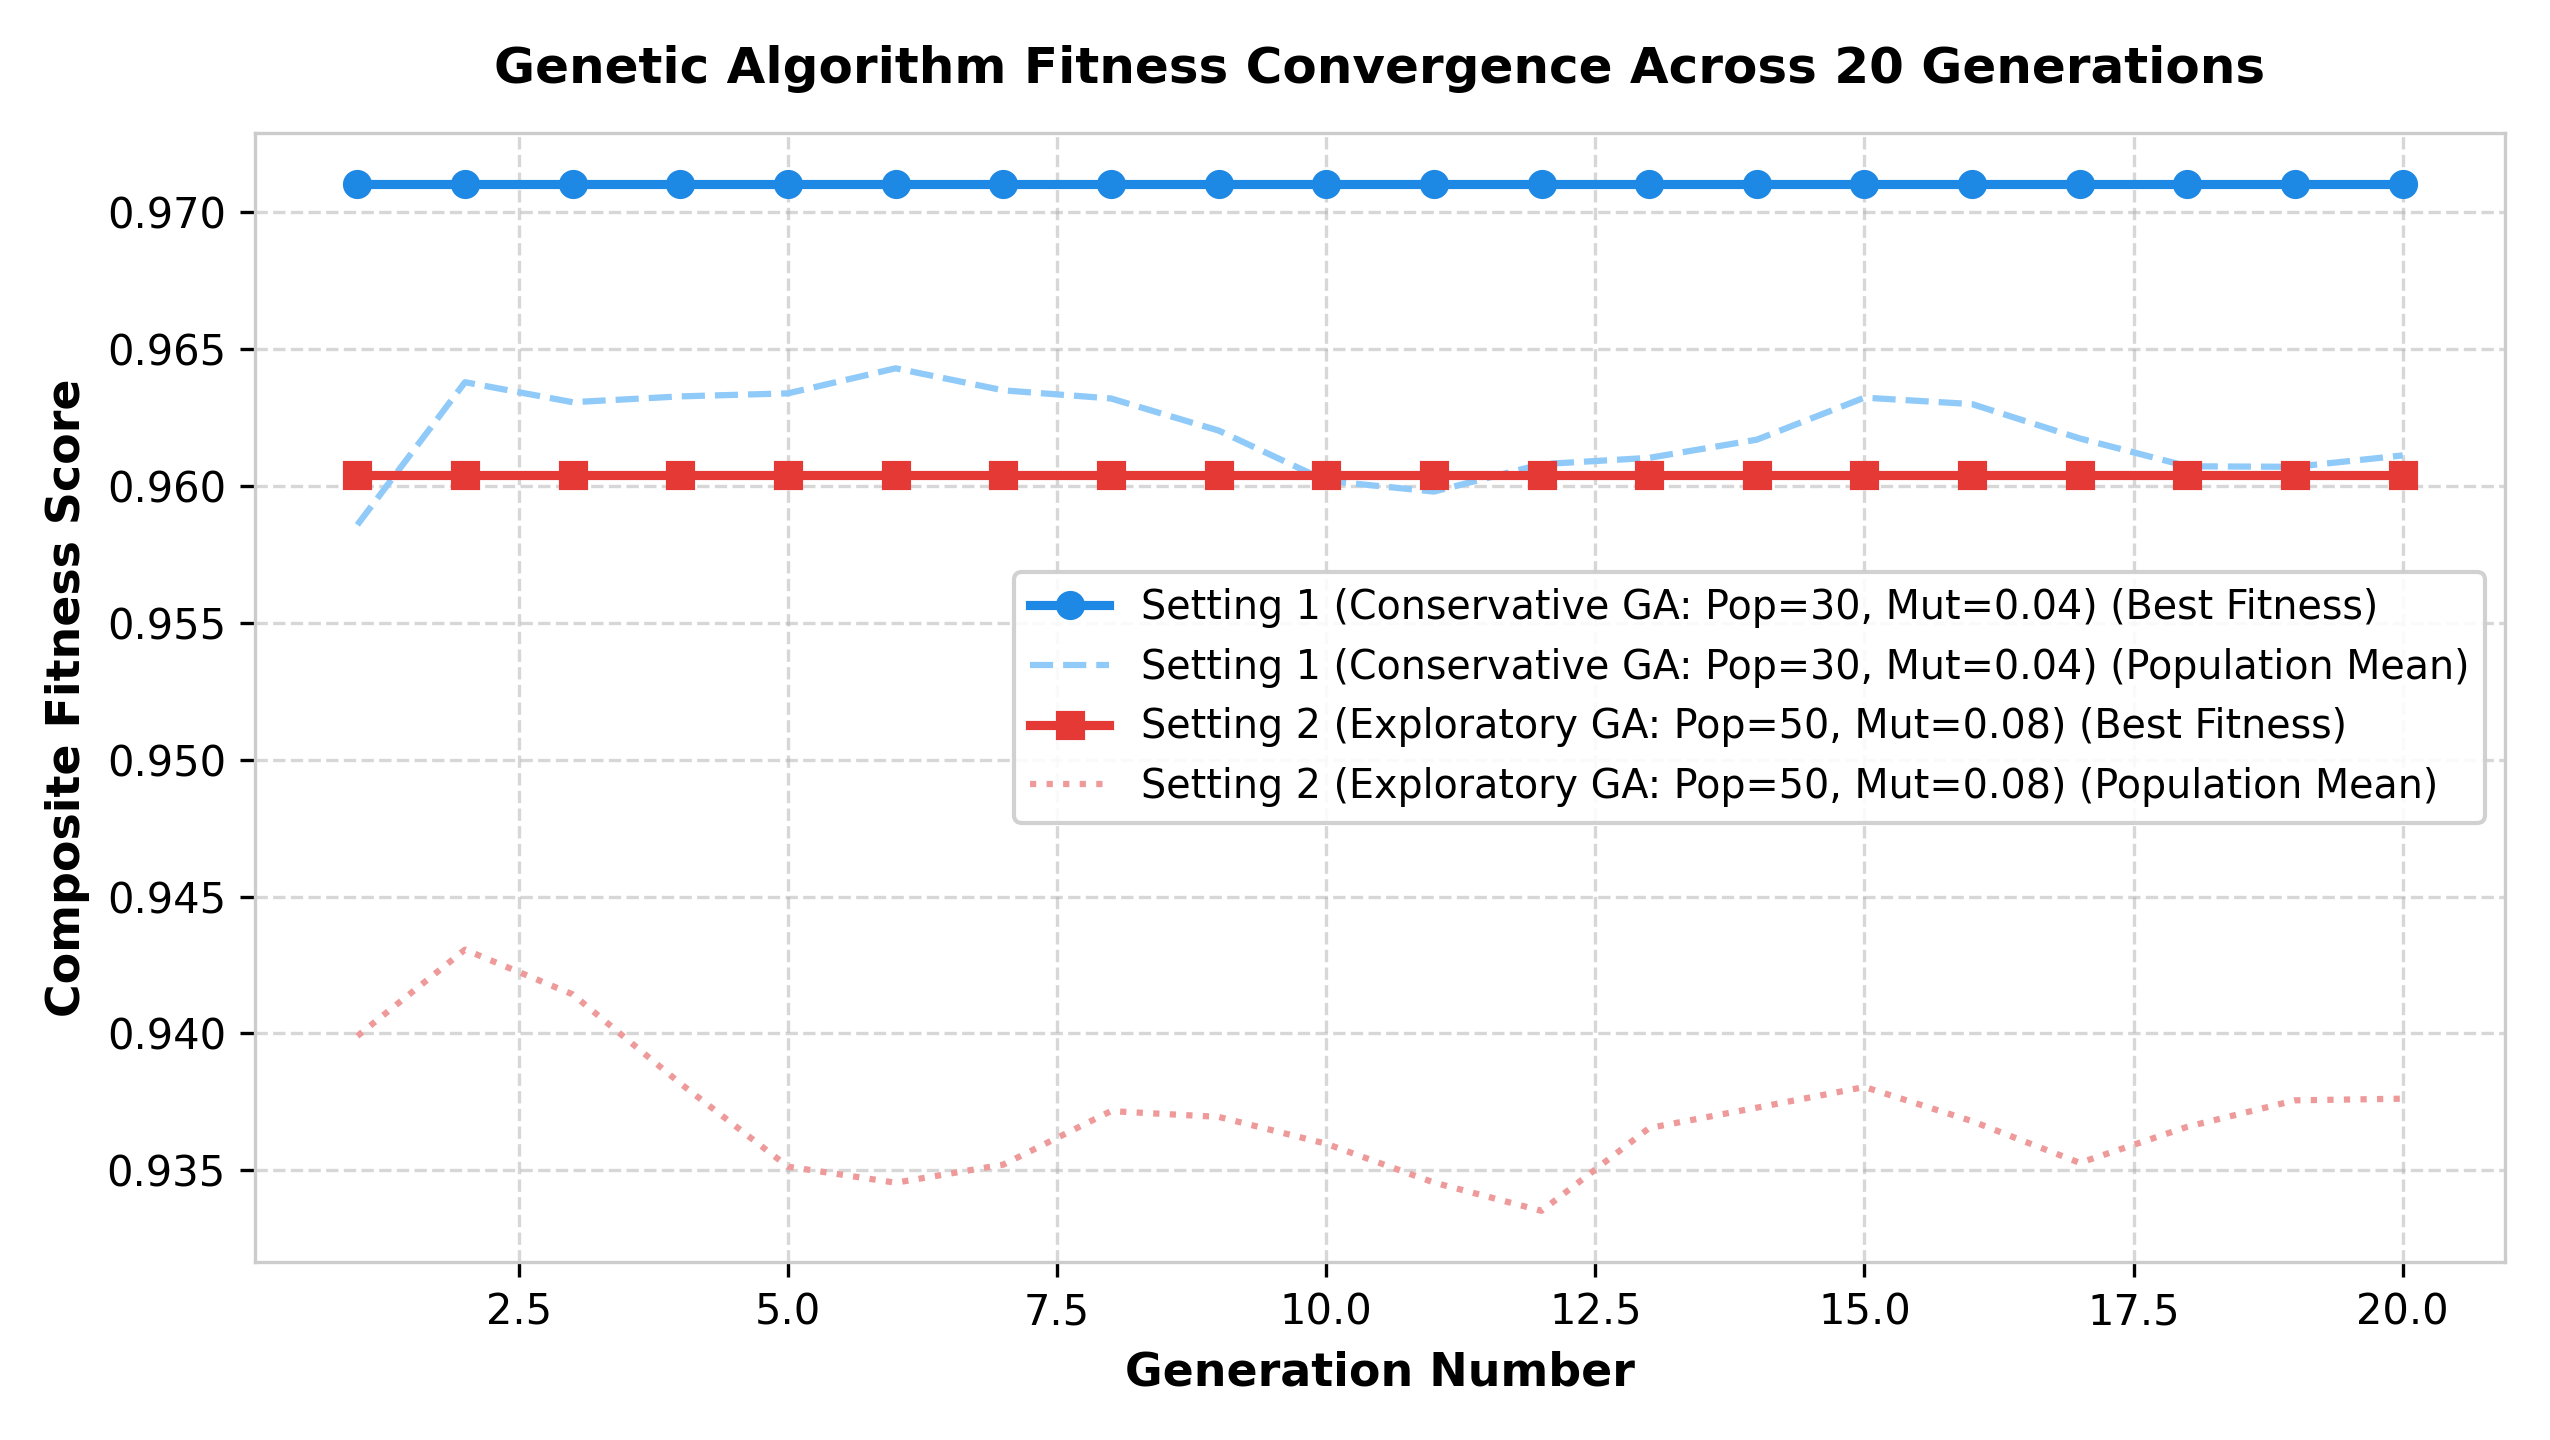 Genetic Algorithm Fitness Convergence Across 20 Generations
Composite Fitness Score
0.970
0.965
0.960
0.955
0.950
0.945
0.940
0.935
Setting 1 (Conservative GA: Pop=30, Mut=0.04) (Best Fitness)
Setting 1 (Conservative GA: Pop=30, Mut=0.04) (Population Mean)
Setting 2 (Exploratory GA: Pop=50, Mut=0.08) (Best Fitness)
Setting 2 (Exploratory GA: Pop=50, Mut=0.08) (Population Mean)
2.5 5.0 7.5 10.0 12.5 15.0 17.5 20.0
Generation Number